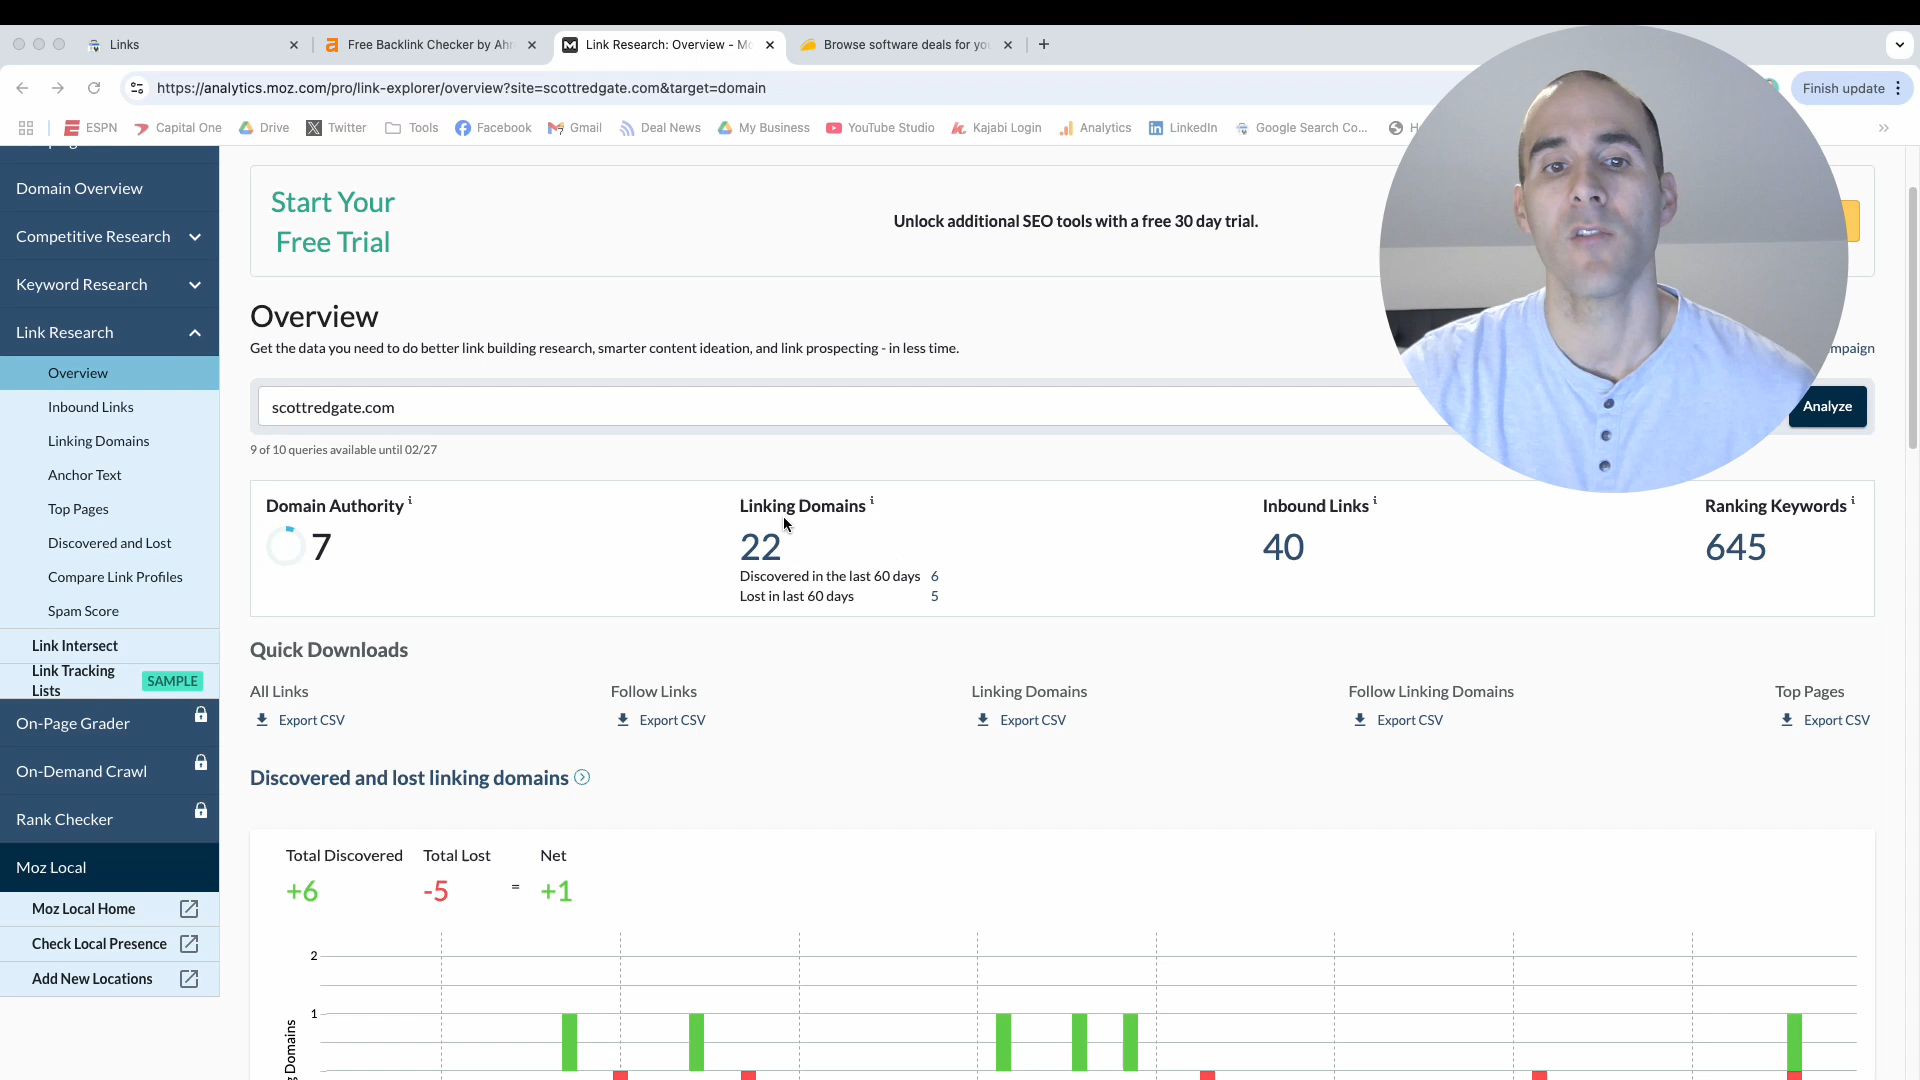 Links
Free Backlink Checker by Ah
Link Research: Overview - Mo
Browse software deals for yo
https://analytics.moz.com/pro/link-explorer/overview?site=scottredgate.com&target=domain
Finish update
ESPN
Capital One
Drive
Twitter
Tools
Facebook
Gmail
Deal News
My Business
YouTube Studio
Kajabi Login
Analytics
LinkedIn
Google Search Co...
Domain Overview
Competitive Research
Keyword Research
Link Research
Overview
Inbound Links
Linking Domains
Anchor Text
Top Pages
Discovered and Lost
Compare Link Profiles
Spam Score
Link Intersect
Link Tracking
Lists
SAMPLE
On-Page Grader
On-Demand Crawl
Rank Checker
Moz Local
Moz Local Home
Check Local Presence
Add New Locations
Start Your
Free Trial
Unlock additional SEO tools with a free 30 day trial.
Overview
Get the data you need to do better link building research, smarter content ideation, and link prospecting - in less time.
scottredgate.com
Analyze
9 of 10 queries available until 02/27
Domain Authority i
7
Linking Domains i
22
Discovered in the last 60 days 6
Lost in last 60 days 5
Inbound Links i
40
Ranking Keywords i
645
Quick Downloads
All Links
Export CSV
Follow Links
Export CSV
Linking Domains
Export CSV
Follow Linking Domains
Export CSV
Top Pages
Export CSV
Discovered and lost linking domains
Total Discovered Total Lost Net
+6 -5 = +1
2
1
Domains